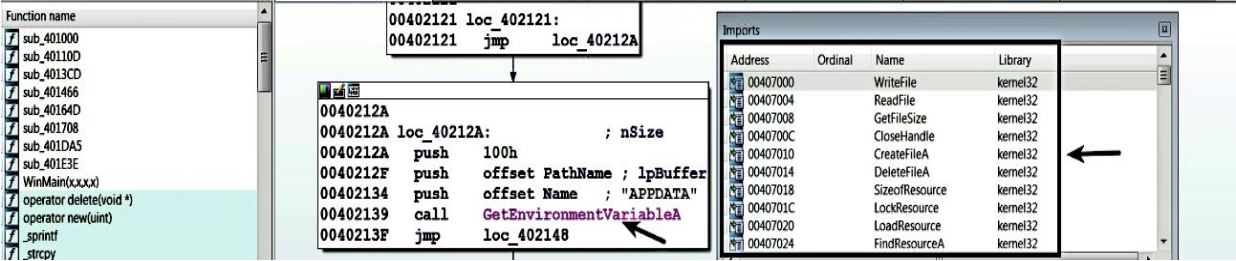 Function name
f sub_401000
f sub_40110D
f sub_4013CD
f sub_401466
f sub_40164D
f sub_401708
f sub_401DA5
f sub_401E3E
f WinMain(x,x,x,x)
f operator delete(void *)
f operator new(uint)
f _sprintf
f _strcpy
00402121 loc_402121:
00402121 jmp loc_40212A
0040212A
0040212A loc_40212A: ; nSize
0040212A push 100h
0040212F push offset PathName ; lpBuffer
00402134 push offset Name ; "APPDATA"
00402139 call GetEnvironmentVariableA
0040213F jmp loc_402148
Imports
Address Ordinal Name Library
00407000 WriteFile kernel32
00407004 ReadFile kernel32
00407008 GetFileSize kernel32
0040700C CloseHandle kernel32
00407010 CreateFileA kernel32
00407014 DeleteFileA kernel32
00407018 SizeofResource kernel32
0040701C LockResource kernel32
00407020 LoadResource kernel32
00407024 FindResourceA kernel32